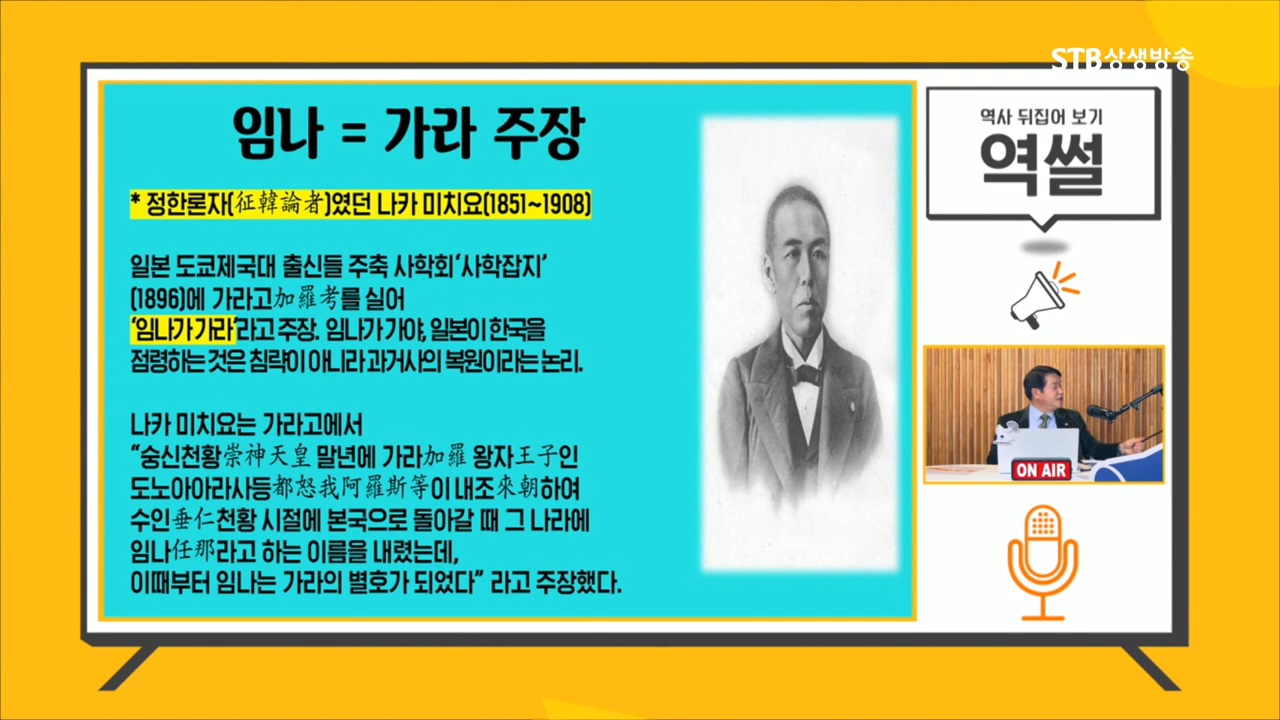 STB상생방송
임나 = 가라 주장
* 정한론자(征韓論者)였던 나카 미치요(1851~1908)
일본 도쿄제국대 출신들 주축 사학회‘사학잡지’
(1896)에 가라고加羅考를 실어
‘임나가 가라’라고 주장. 임나가 가야, 일본이 한국을
점령하는 것은 침략이 아니라 과거사의 복원이라는 논리.
나카 미치요는 가라고에서
“숭신천황崇神天皇 말년에 가라加羅 왕자王子인
도노아아라사등都怒我阿羅斯等이 내조來朝하여
수인垂仁천황 시절에 본국으로 돌아갈 때 그 나라에
임나任那라고 하는 이름을 내렸는데,
이때부터 임나는 가라의 별호가 되었다” 라고 주장했다.
역사 뒤집어 보기
역썰
ON AIR